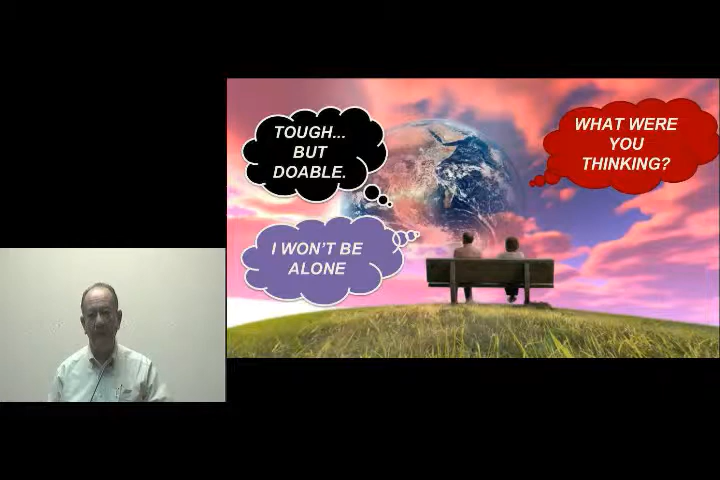 TOUGH...
BUT
DOABLE.
I WON'T BE
ALONE
WHAT WERE
YOU
THINKING?